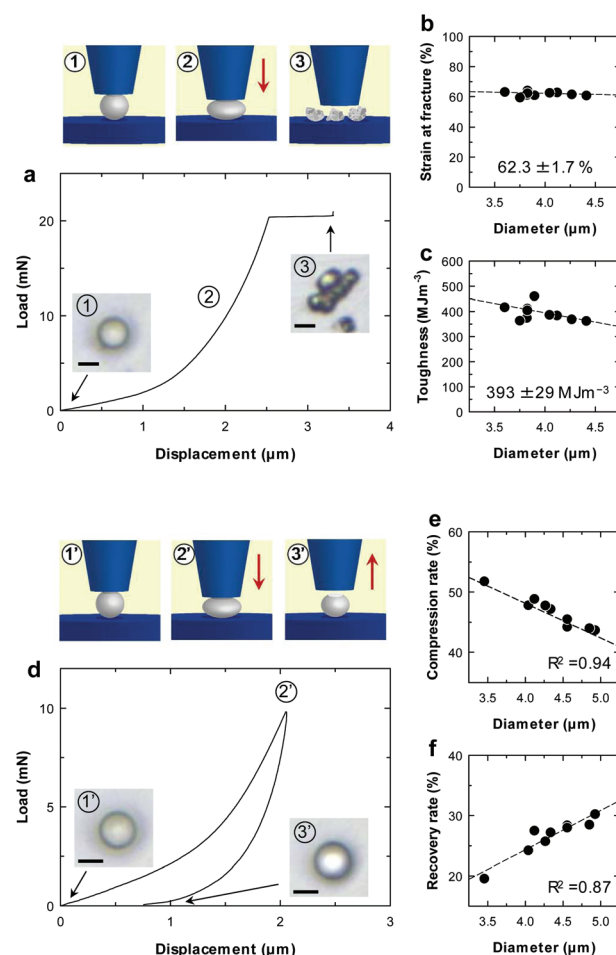 ① ② ③
a
Load (mN)
20
10
0
①
②
③
0 1 2 3 4
Displacement (µm)
b
Strain at fracture (%)
100
80
60
40
20
0
62.3 ±1.7 %
3.5 4.0 4.5
Diameter (µm)
c
Toughness (MJm⁻³)
600
500
400
300
200
100
0
393 ±29 MJm⁻³
3.5 4.0 4.5
Diameter (µm)
①' ②' ③'
d
Load (mN)
10
5
0
①'
②'
③'
0 1 2 3
Displacement (µm)
e
Compression rate (%)
60
50
40
R² =0.94
3.5 4.0 4.5 5.0
Diameter (µm)
f
Recovery rate (%)
40
30
20
R² =0.87
3.5 4.0 4.5 5.0
Diameter (µm)